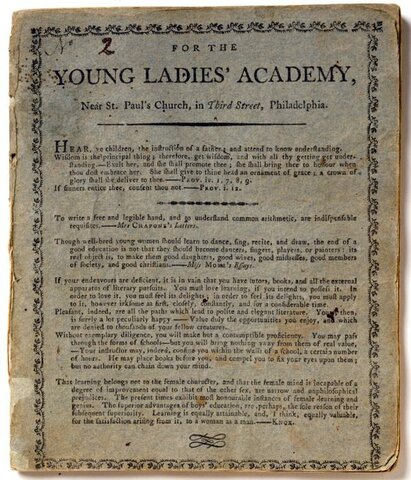 No 2
FOR THE
YOUNG LADIES' ACADEMY,
Near St. Paul's Church, in Third Street, Philadelphia.
HEAR, ye children, the instruction of a father; and attend to know understanding.
Wisdom is the principal thing; therefore, get wisdom, and with all thy getting get under-
standing.——Exalt her, and she shall promote thee; she shall bring thee to honour when
thou dost embrace her. She shall give to thine head an ornament of grace; a crown of
glory shall she deliver to thee.——PROV. iv. 1, 7, 8, 9.
If sinners entice thee, consent thou not.——PROV. i. 10.
To write a free and legible hand, and to understand common arithmetic, are indispensible
requisites.——Mrs CHAPONE's Letters.
Though well-bred young women should learn to dance, sing, recite, and draw, the end of a
good education is not that they should become dancers, singers, players, or painters: its
real object is, to make them good daughters, good wives, good mistresses, good members
of society, and good christians.——Miss MORE's Essays.
If your endeavours are deficient, it is in vain that you have tutors, books, and all the external
apparatus of literary pursuits. You must love learning, if you intend to possess it. In
order to love it, you must feel its delights; in order to feel its delights, you must apply
to it, however irksome at first, closely, constantly, and for a considerable time.
Pleasant, indeed, are all the paths which lead to polite and elegant literature. Yours, then,
is surely a lot peculiarly happy.——Value duly the opportunities you enjoy, and which
are denied to thousands of your fellow creatures.
Without exemplary diligence, you will make but a contemptible proficiency. You may pass
through the forms of schools—but you will bring nothing away from them of real value.
——Your instructor may, indeed, confine you within the walls of a school, a certain number
of hours. He may place books before you, and compel you to fix your eyes upon them;
but no authority can chain down your mind.
That learning belongs not to the female character, and that the female mind is incapable of a
degree of improvement equal to that of the other sex, are narrow and unphilosophical
prejudices. The present times exhibit most honourable instances of female learning and
genius. The superior advantages of boys' education, are, perhaps, the sole reason of their
subsequent superiority. Learning is equally attainable, and, I think, equally valuable,
for the satisfaction arising from it, to a woman as a man.——KNOX.